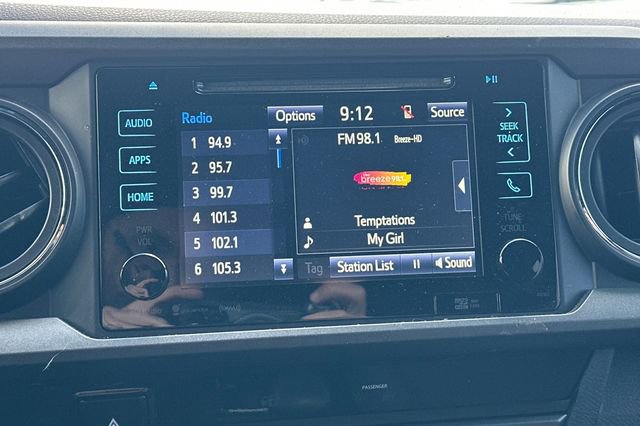 Radio
Options
9:12
Source
1 94.9
2 95.7
3 99.7
4 101.3
5 102.1
6 105.3
FM 98.1 Breeze-HD
breeze 98.1
Temptations
My Girl
Tag
Station List
Sound
AUDIO
APPS
HOME
PWR
VOL
SEEK
TRACK
TUNE
SCROLL
PASSENGER